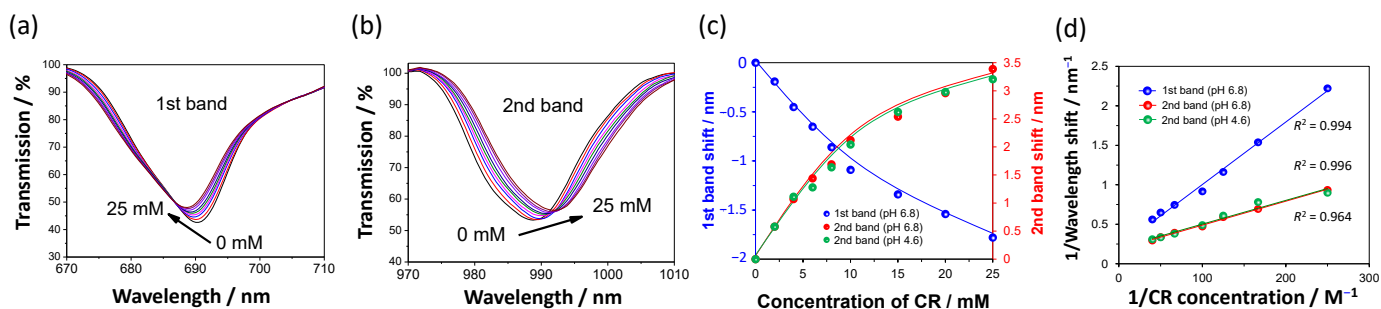 (a)
Transmission / %
100
90
80
70
60
50
40
30
1st band
25 mM
0 mM
670
680
690
700
710
Wavelength / nm
(b)
Transmission / %
100
90
80
70
60
50
40
2nd band
0 mM
25 mM
970
980
990
1000
1010
Wavelength / nm
(c)
1st band shift / nm
0
−0.5
−1
−1.5
−2
1st band (pH 6.8)
2nd band (pH 6.8)
2nd band (pH 4.6)
3.5
3
2.5
2
1.5
1
0.5
0
2nd band shift / nm
0
5
10
15
20
25
Concentration of CR / mM
(d)
1/Wavelength shift / nm⁻¹
2.5
2
1.5
1
0.5
0
1st band (pH 6.8)
2nd band (pH 6.8)
2nd band (pH 4.6)
R² = 0.994
R² = 0.996
R² = 0.964
0
100
200
300
1/CR concentration / M⁻¹